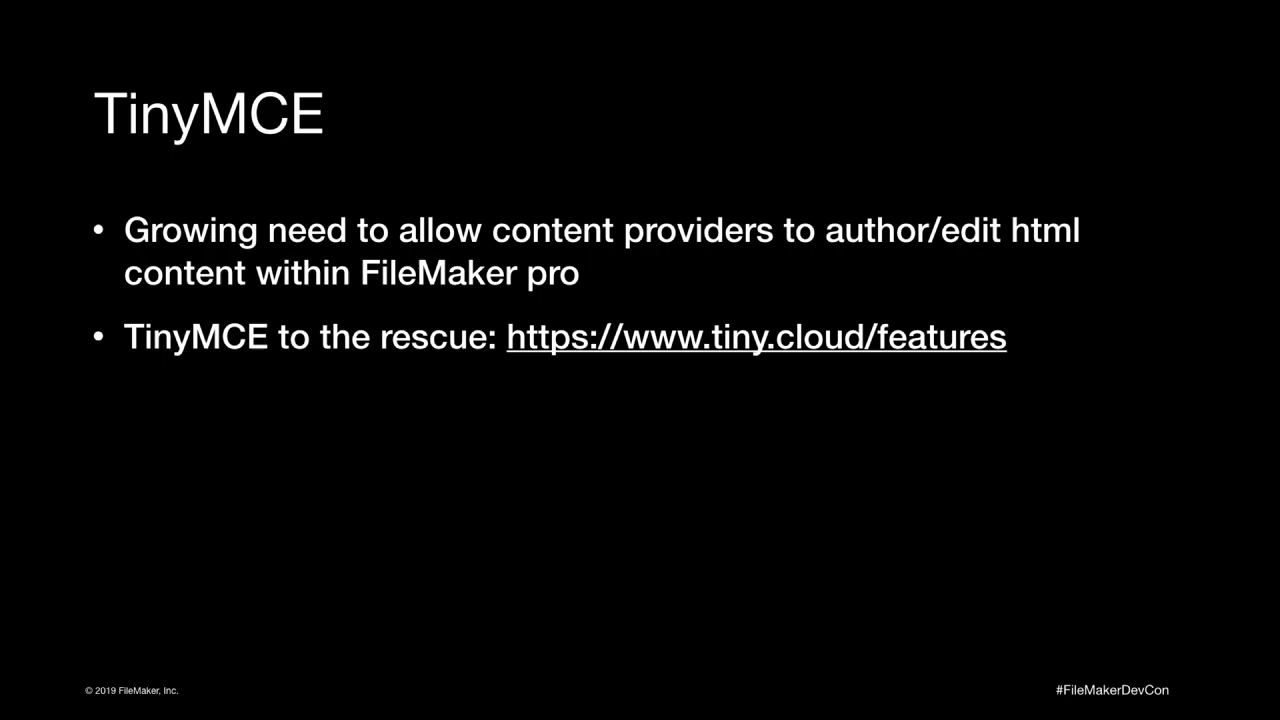 TinyMCE
• Growing need to allow content providers to author/edit html
content within FileMaker pro
• TinyMCE to the rescue: https://www.tiny.cloud/features
© 2019 FileMaker, Inc.
#FileMakerDevCon